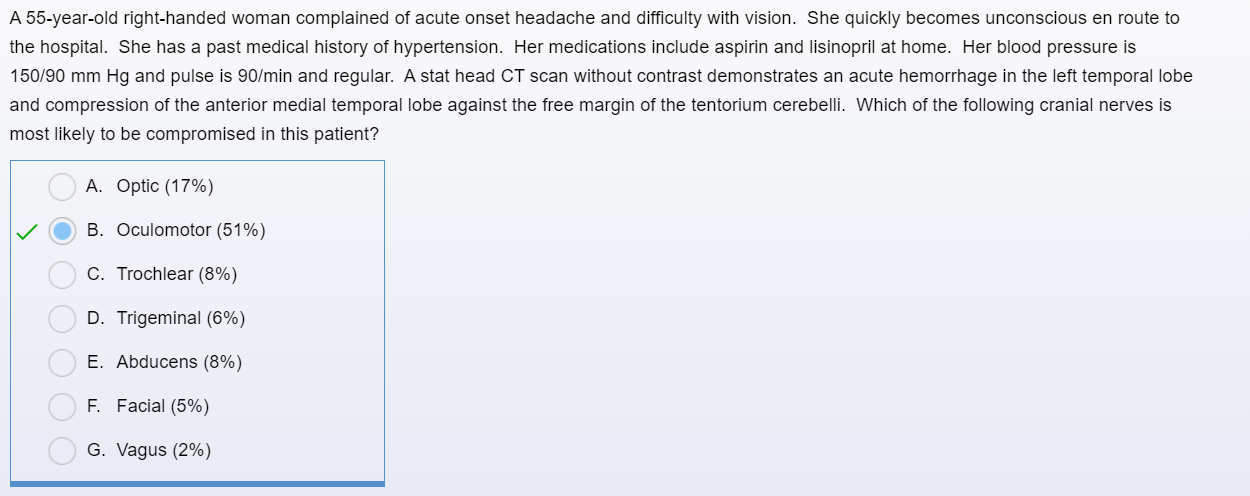 A 55-year-old right-handed woman complained of acute onset headache and difficulty with vision.  She quickly becomes unconscious en route to
the hospital.  She has a past medical history of hypertension.  Her medications include aspirin and lisinopril at home.  Her blood pressure is
150/90 mm Hg and pulse is 90/min and regular.  A stat head CT scan without contrast demonstrates an acute hemorrhage in the left temporal lobe
and compression of the anterior medial temporal lobe against the free margin of the tentorium cerebelli.  Which of the following cranial nerves is
most likely to be compromised in this patient?
A. Optic (17%)
B. Oculomotor (51%)
C. Trochlear (8%)
D. Trigeminal (6%)
E. Abducens (8%)
F. Facial (5%)
G. Vagus (2%)